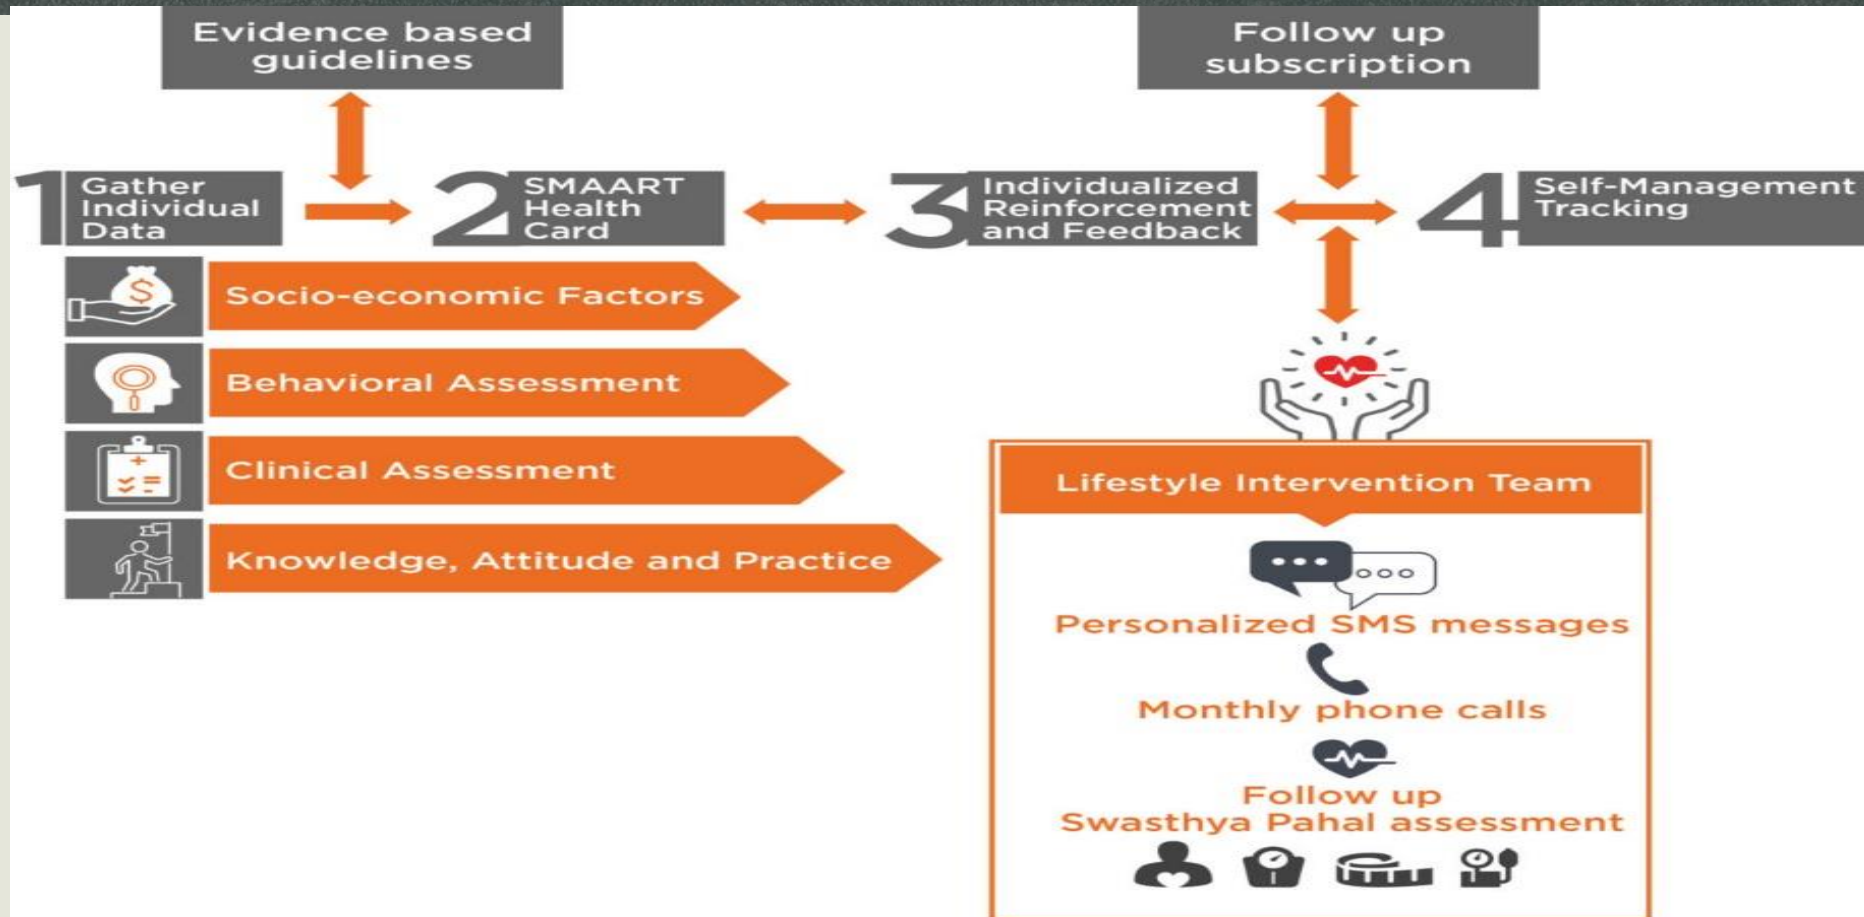 Evidence based
guidelines
Follow up
subscription
1
Gather
Individual
Data
2
SMAART
Health
Card
3
Individualized
Reinforcement
and Feedback
4
Self-Management
Tracking
$
Socio-economic Factors
Behavioral Assessment
Clinical Assessment
Knowledge, Attitude and Practice
Lifestyle Intervention Team
Personalized SMS messages
Monthly phone calls
Follow up
Swasthya Pahal assessment